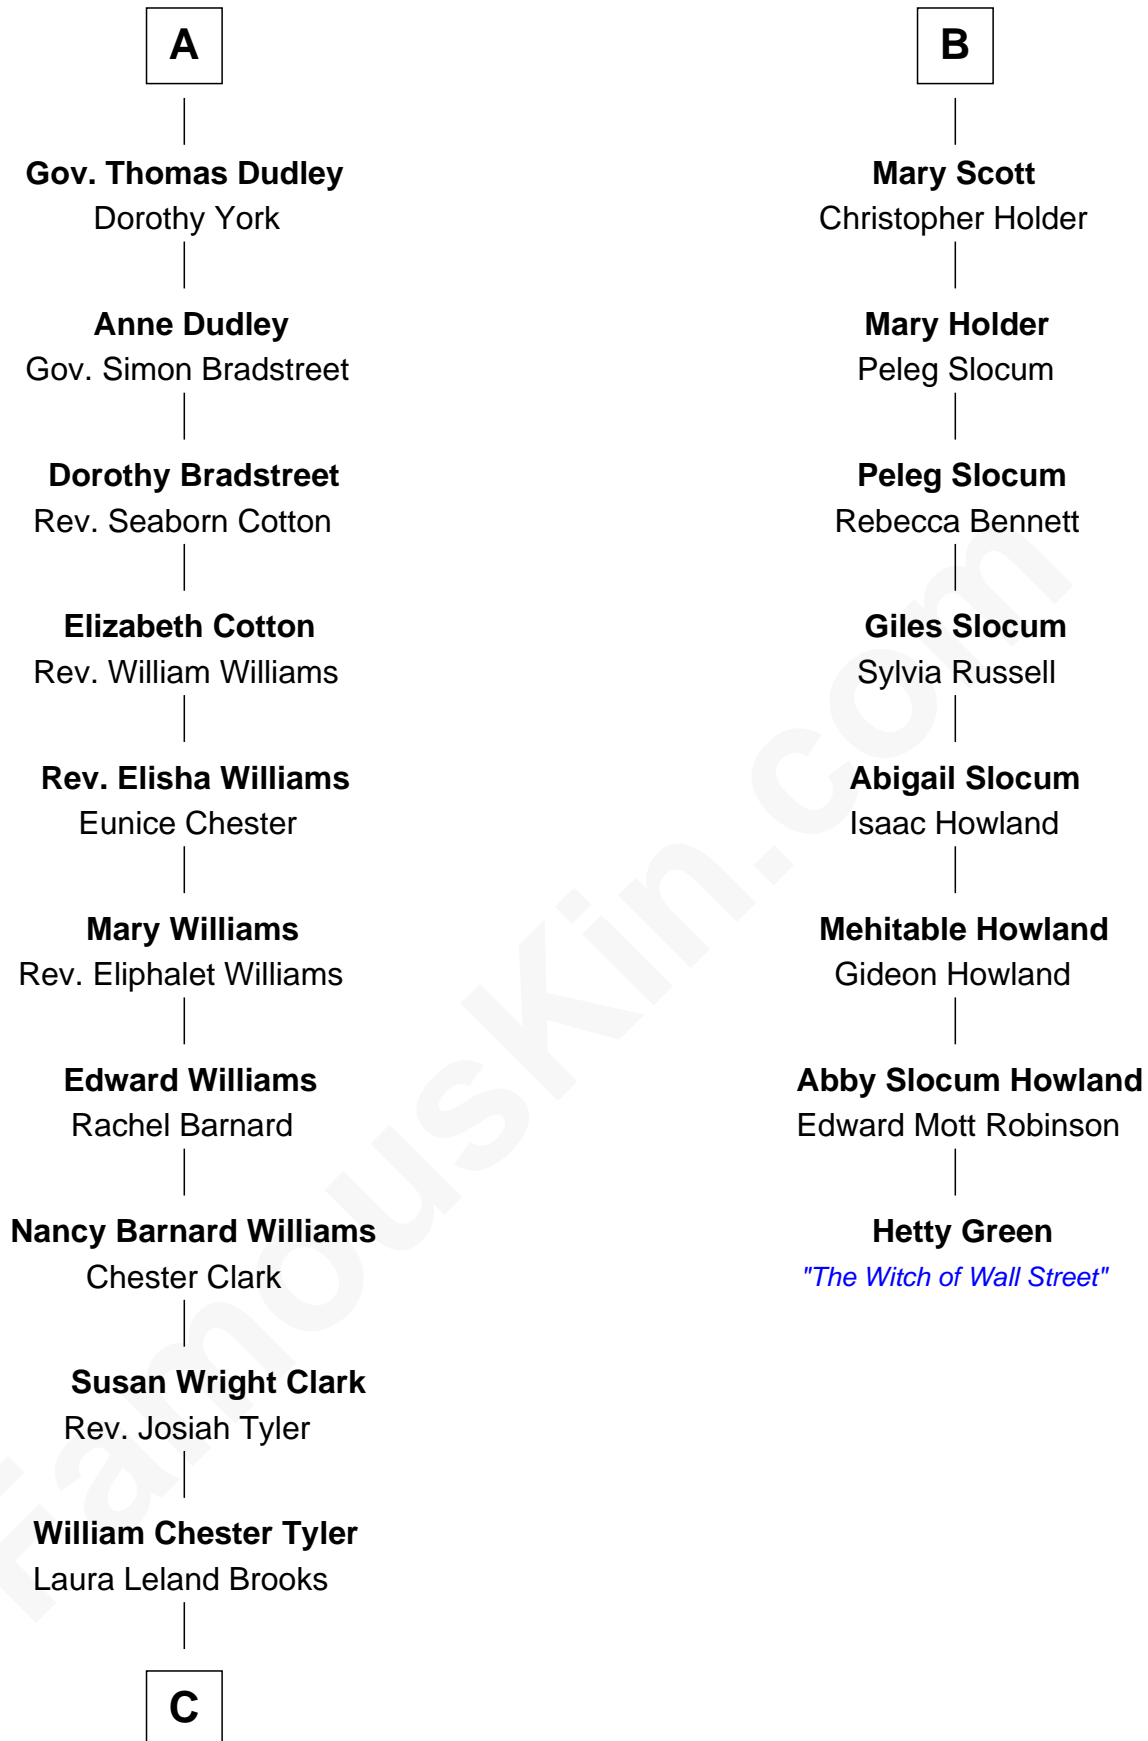 A
Gov. Thomas Dudley
Dorothy York
Anne Dudley
Gov. Simon Bradstreet
Dorothy Bradstreet
Rev. Seaborn Cotton
Elizabeth Cotton
Rev. William Williams
Rev. Elisha Williams
Eunice Chester
Mary Williams
Rev. Eliphalet Williams
Edward Williams
Rachel Barnard
Nancy Barnard Williams
Chester Clark
Susan Wright Clark
Rev. Josiah Tyler
William Chester Tyler
Laura Leland Brooks
C
B
Mary Scott
Christopher Holder
Mary Holder
Peleg Slocum
Peleg Slocum
Rebecca Bennett
Giles Slocum
Sylvia Russell
Abigail Slocum
Isaac Howland
Mehitable Howland
Gideon Howland
Abby Slocum Howland
Edward Mott Robinson
Hetty Green
"The Witch of Wall Street"
FamousKin.com